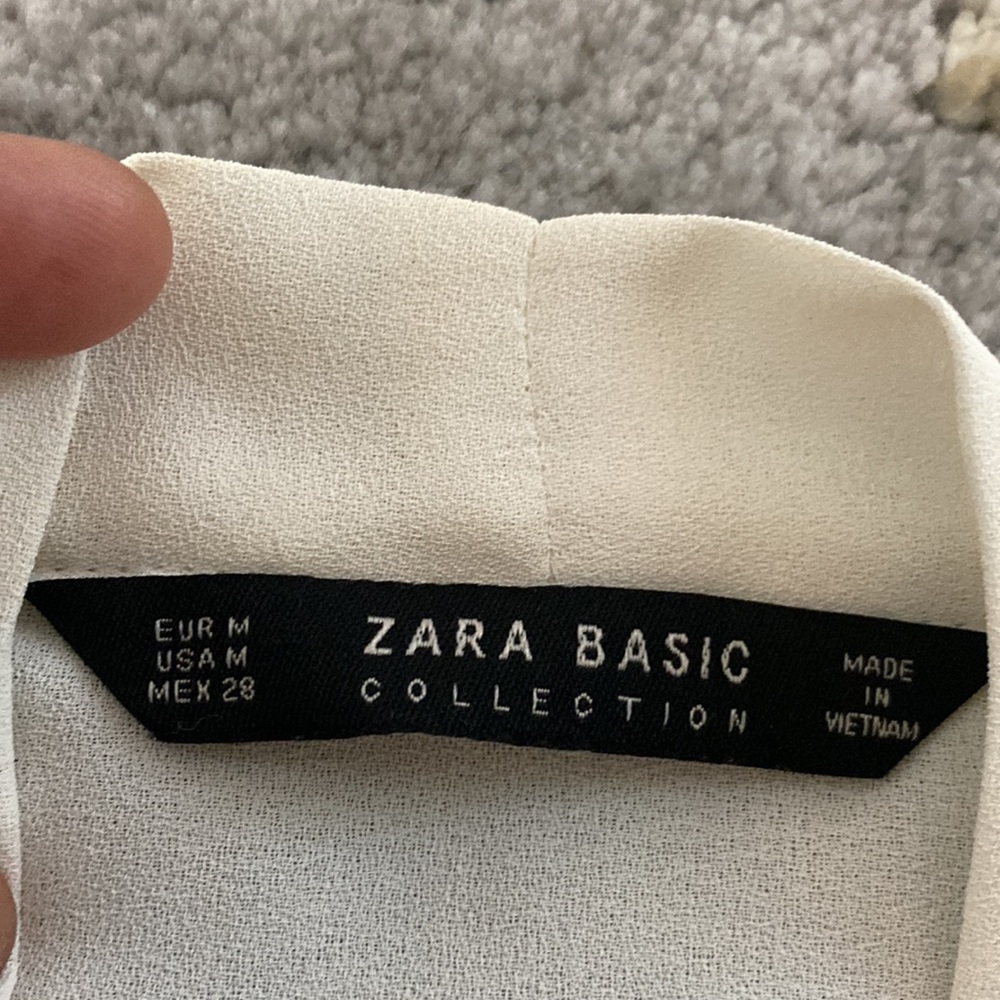 EUR M
USA M
MEX 28
ZARA BASIC
COLLECTION
MADE
IN
VIETNAM